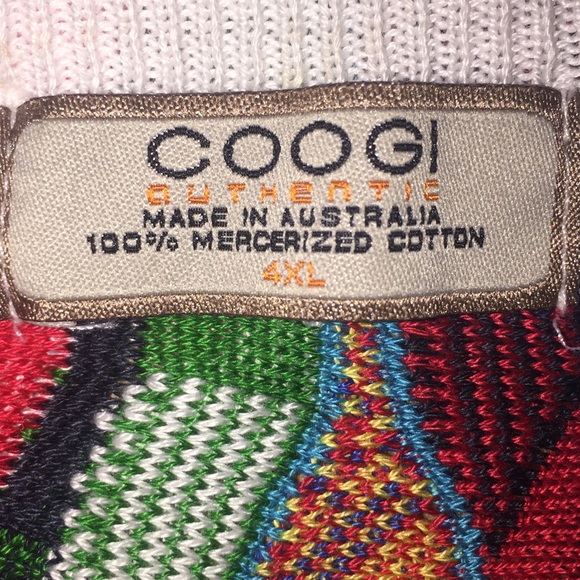 COOGI
AUTHENTIC
MADE IN AUSTRALIA
100% MERCERIZED COTTON
4XL